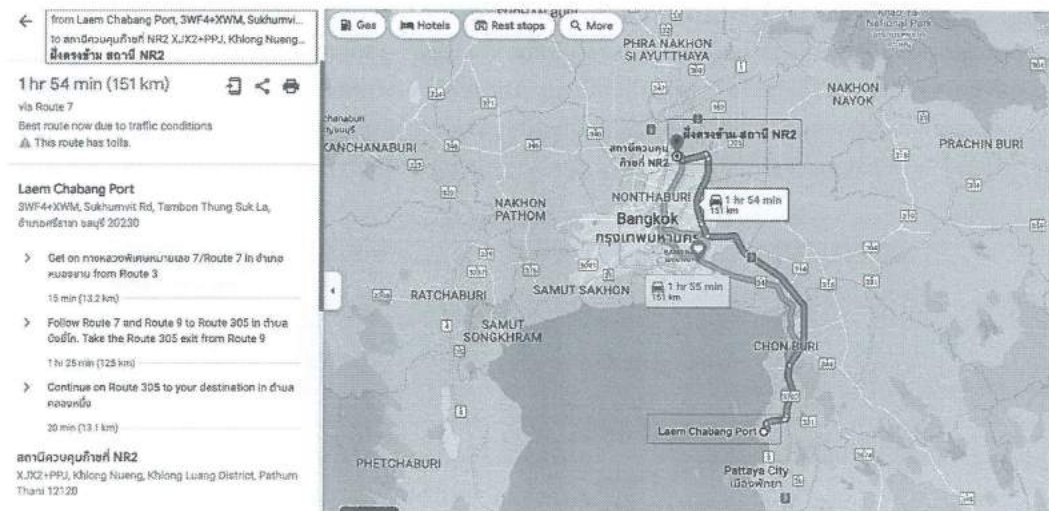 from Laem Chabang Port, 3WF4+XWM, Sukhumvi...
to สถานีควบคุมก๊าซที่ NR2 XJX2+PPJ, Khlong Nueng...
ฝั่งตรงข้าม สถานี NR2
1 hr 54 min (151 km)
via Route 7
Best route now due to traffic conditions
This route has tolls.
Laem Chabang Port
3WF4+XWM, Sukhumvit Rd, Tambon Thung Suk La,
อำเภอศรีราชา ชลบุรี 20230
Get on ทางหลวงพิเศษหมายเลข 7/Route 7 in ตำบล
หนองขาม from Route 3
15 min (13.2 km)
Follow Route 7 and Route 9 to Route 305 in ตำบล
บึงยี่โถ. Take the Route 305 exit from Route 9
1 hr 25 min (125 km)
Continue on Route 305 to your destination in ตำบล
คลองหนึ่ง
20 min (13.1 km)
สถานีควบคุมก๊าซที่ NR2
XJX2+PPJ, Khlong Nueng, Khlong Luang District, Pathum
Thani 12120
Gas
Hotels
Rest stops
More
PHRA NAKHON
SI AYUTTHAYA
National Park
NAKHON
NAYOK
KANCHANABURI
ฝั่งตรงข้าม สถานี NR2
สถานีควบคุม
ก๊าซที่ NR2
PRACHIN BURI
NONTHABURI
NAKHON
PATHOM
1 hr 54 min
151 km
Bangkok
กรุงเทพมหานคร
1 hr 55 min
151 km
RATCHABURI
SAMUT SAKHON
SAMUT
SONGKHRAM
CHON BURI
Laem Chabang Port
PHETCHABURI
Pattaya City
เมืองพัทยา